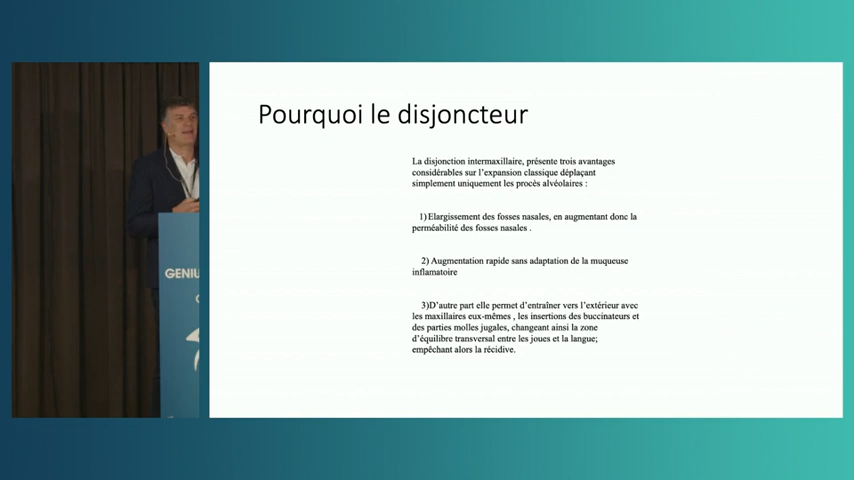 Pourquoi le disjoncteur
La disjonction intermaxillaire, présente trois avantages
considérables sur l'expansion classique déplaçant
simplement uniquement les procès alvéolaires :
1) Elargissement des fosses nasales, en augmentant donc la
perméabilité des fosses nasales .
2) Augmentation rapide sans adaptation de la muqueuse
inflamatoire
3)D'autre part elle permet d'entraîner vers l'extérieur avec
les maxillaires eux-mêmes , les insertions des buccinateurs et
des parties molles jugales, changeant ainsi la zone
d'équilibre transversal entre les joues et la langue;
empêchant alors la récidive.
GENIU